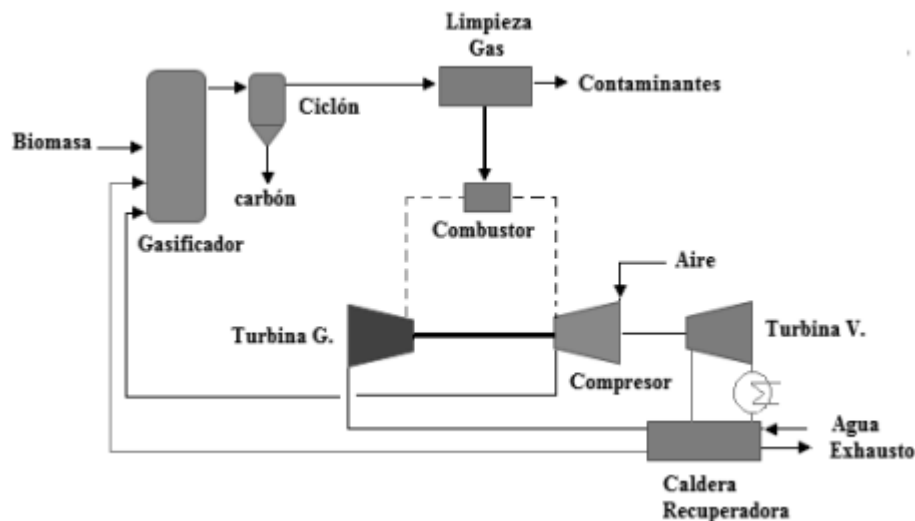 Limpieza
Gas
Contaminantes
Ciclón
Biomasa
carbón
Combustor
Gasificador
Aire
Turbina G.
Turbina V.
Compresor
Agua
Exhausto
Caldera
Recuperadora